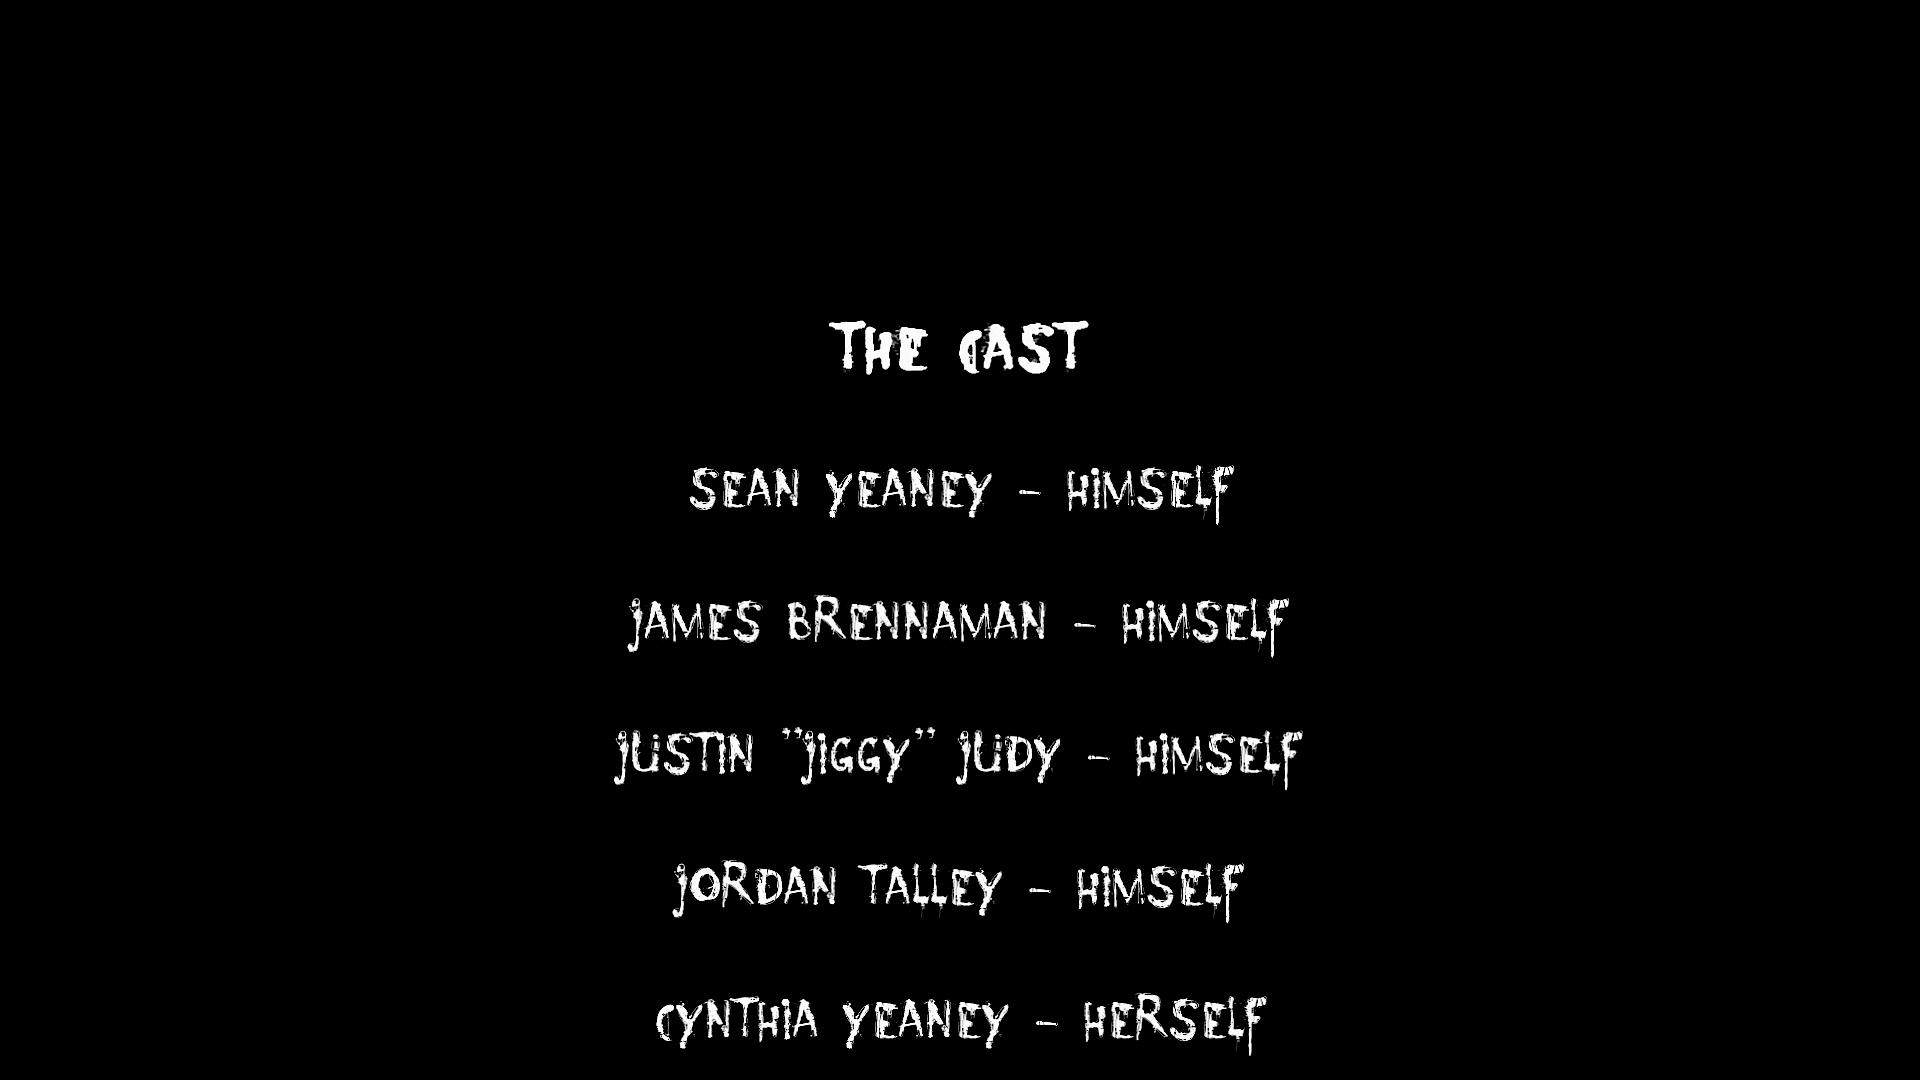 THE CAST
SEAN YEANEY - HIMSELF
JAMES BRENNAMAN - HIMSELF
JUSTIN "JIGGY" JUDY - HIMSELF
JORDAN TALLEY - HIMSELF
CYNTHIA YEANEY - HERSELF